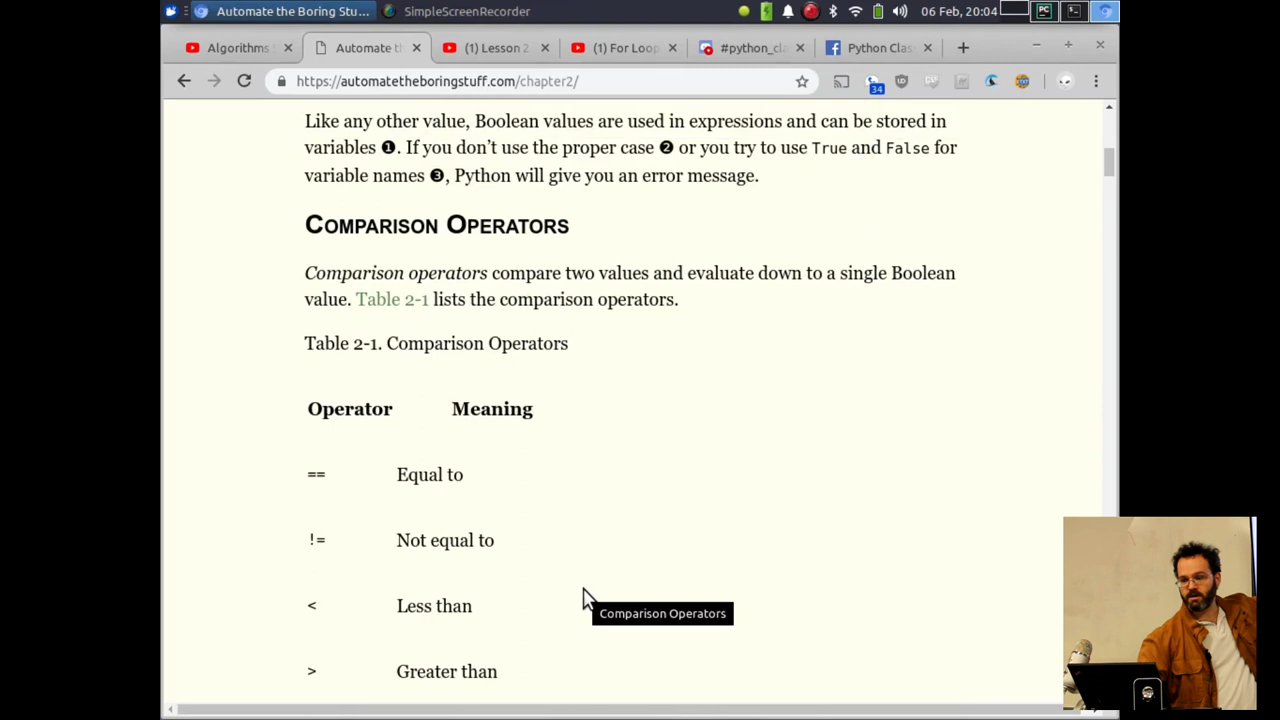 Automate the Boring Stu...
SimpleScreenRecorder
06 Feb, 20:04
Algorithms
Automate th
(1) Lesson 2
(1) For Loop
#python_cla
Python Clas
https://automatetheboringstuff.com/chapter2/
34
Like any other value, Boolean values are used in expressions and can be stored in
variables ❶. If you don’t use the proper case ❷ or you try to use True and False for
variable names ❸, Python will give you an error message.
COMPARISON OPERATORS
Comparison operators compare two values and evaluate down to a single Boolean
value. Table 2-1 lists the comparison operators.
Table 2-1. Comparison Operators
Operator Meaning
== Equal to
!= Not equal to
< Less than
Comparison Operators
> Greater than